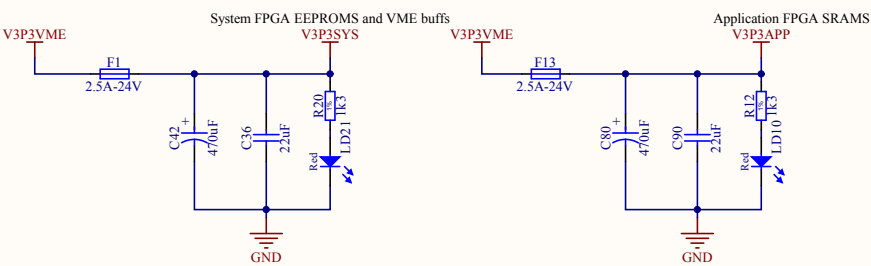 System FPGA EEPROMS and VME buffs
V3P3VME
V3P3SYS
F1
2.5A-24V
C42
+
470uF
C36
22uF
R20
1%
1k3
Red
LD21
GND
Application FPGA SRAMS
V3P3VME
V3P3APP
F13
2.5A-24V
C80
+
470uF
C90
22uF
R12
1%
1k3
Red
LD10
GND